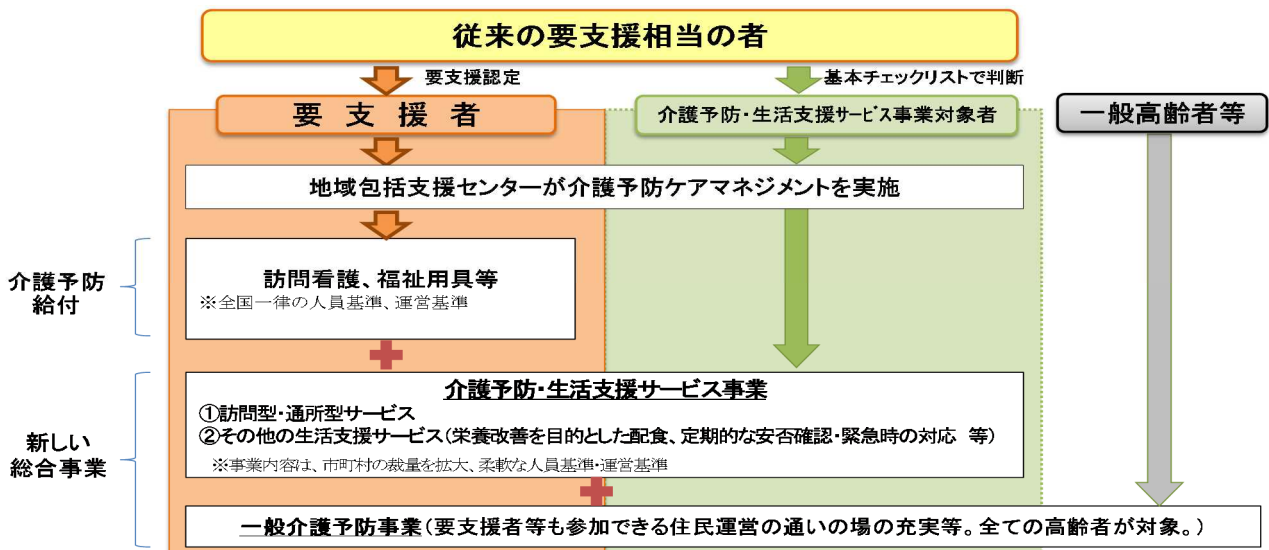 従来の要支援相当の者
要支援認定
基本チェックリストで判断
要支援者
介護予防・生活支援サービス事業対象者
一般高齢者等
地域包括支援センターが介護予防ケアマネジメントを実施
介護予防
給付
訪問看護、福祉用具等
※全国一律の人員基準、運営基準
新しい
総合事業
介護予防・生活支援サービス事業
①訪問型・通所型サービス
②その他の生活支援サービス(栄養改善を目的とした配食、定期的な安否確認・緊急時の対応 等)
※事業内容は、市町村の裁量を拡大、柔軟な人員基準・運営基準
一般介護予防事業(要支援者等も参加できる住民運営の通いの場の充実等。全ての高齢者が対象。)